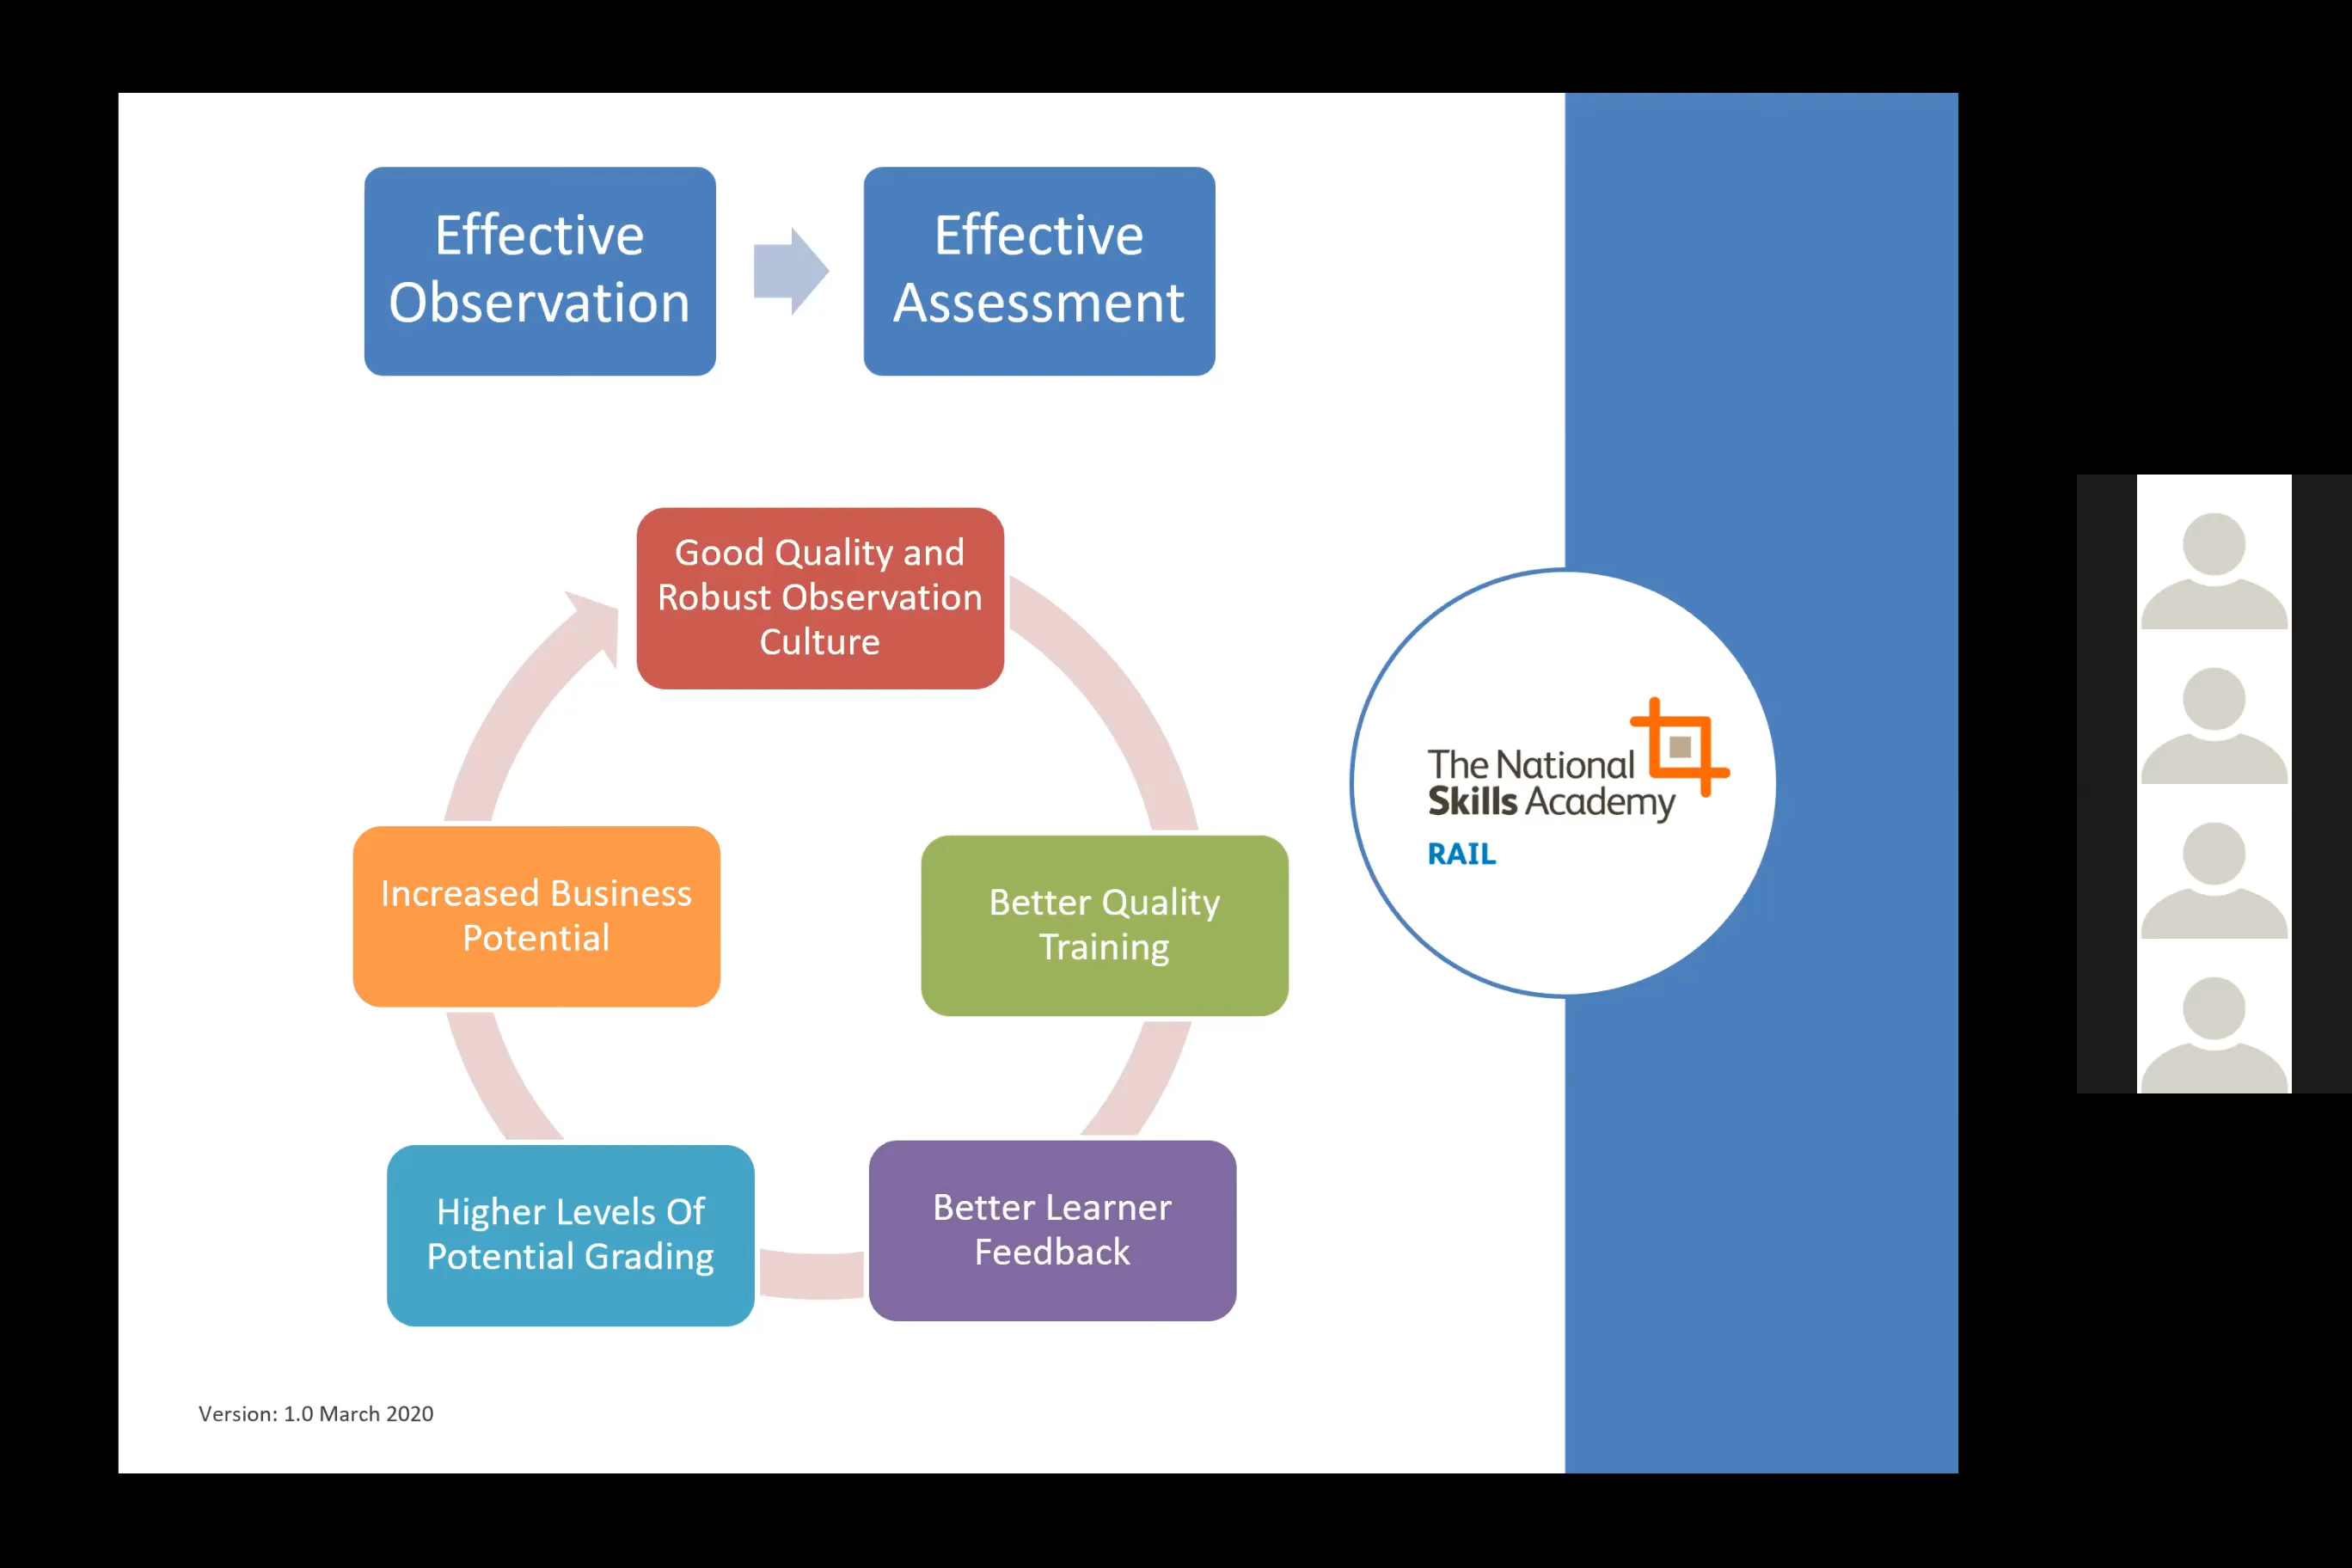 Effective
Observation
Effective
Assessment
Good Quality and
Robust Observation
Culture
Better Quality
Training
Better Learner
Feedback
Higher Levels Of
Potential Grading
Increased Business
Potential
The National
Skills Academy
RAIL
Version: 1.0 March 2020